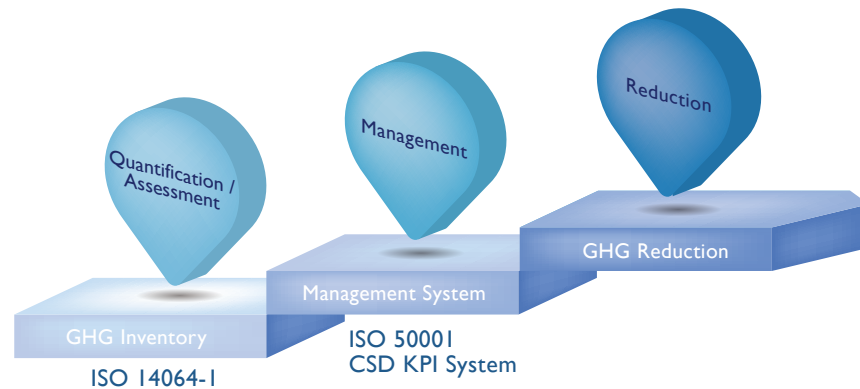 Quantification /
Assessment
GHG Inventory
ISO 14064-1
Management
Management System
ISO 50001
CSD KPI System
Reduction
GHG Reduction